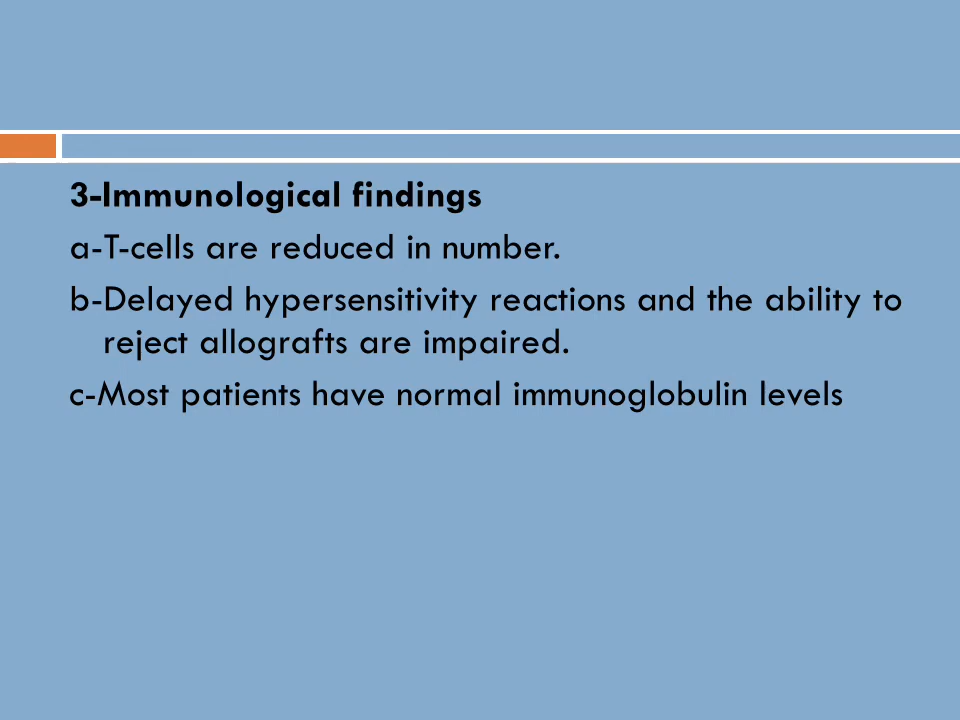 3-Immunological findings
a-T-cells are reduced in number.
b-Delayed hypersensitivity reactions and the ability to
reject allografts are impaired.
c-Most patients have normal immunoglobulin levels